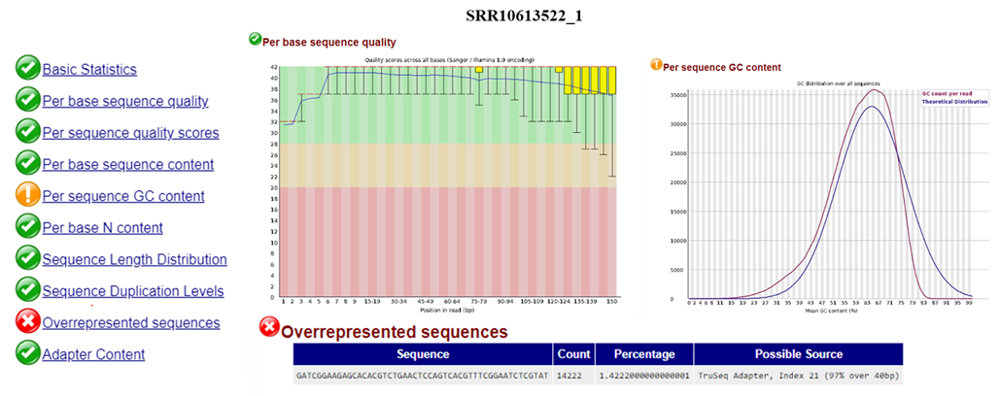 SRR10613522_1
Basic Statistics
Per base sequence quality
Per sequence quality scores
Per base sequence content
Per sequence GC content
Per base N content
Sequence Length Distribution
Sequence Duplication Levels
Overrepresented sequences
Adapter Content
Per base sequence quality
Quality scores across all bases (Sanger / Illumina 1.9 encoding)
42
40
38
36
34
32
30
28
26
24
22
20
18
16
14
12
10
8
6
4
2
0
1 2 3 4 5 6 7 8 9 15-19 30-34 45-49 60-64 75-79 90-94 105-109 120-124 135-139 150
Position in read (bp)
Per sequence GC content
GC distribution over all sequences
GC count per read
Theoretical Distribution
35000
30000
25000
20000
15000
10000
5000
0
0 2 4 6 8 11 15 19 23 27 31 35 39 43 47 51 55 59 63 67 71 75 79 83 87 91 95 99
Mean GC content (%)
Overrepresented sequences
Sequence Count Percentage Possible Source
GATCGGAAGAGCACACGTCTGAACTCCAGTCACGTTTCGGAATCTCGTAT 14222 1.4222000000000001 TruSeq Adapter, Index 21 (97% over 40bp)